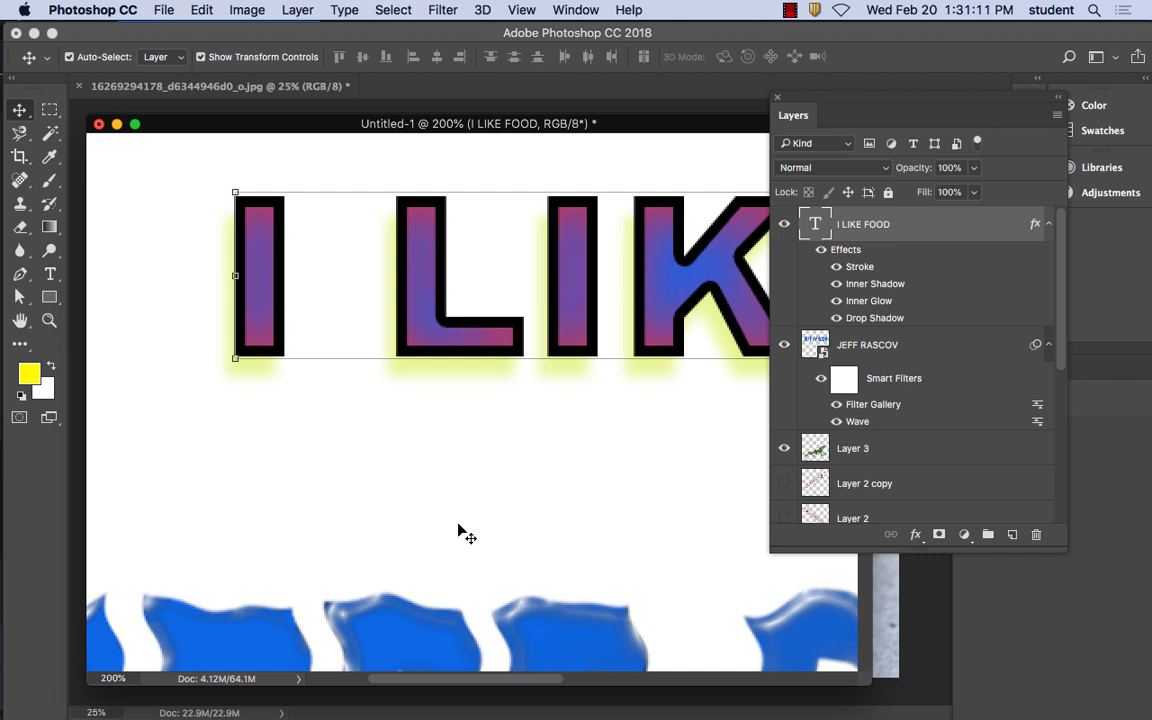 Photoshop CC File Edit Image Layer Type Select Filter 3D View Window Help Wed Feb 20 1:31:11 PM student
Adobe Photoshop CC 2018
Auto-Select: Layer Show Transform Controls 3D Mode:
16269294178_d6344946d0_o.jpg @ 25% (RGB/8) *
Untitled-1 @ 200% (I LIKE FOOD, RGB/8*) *
I LIK
Layers
Kind
Normal Opacity: 100%
Lock: Fill: 100%
T I LIKE FOOD fx
Effects
Stroke
Inner Shadow
Inner Glow
Drop Shadow
JEFF RASCOV
Smart Filters
Filter Gallery
Wave
Layer 3
Layer 2 copy
Layer 2
fx
Color
Swatches
Libraries
Adjustments
200% Doc: 4.12M/64.1M
25% Doc: 22.9M/22.9M